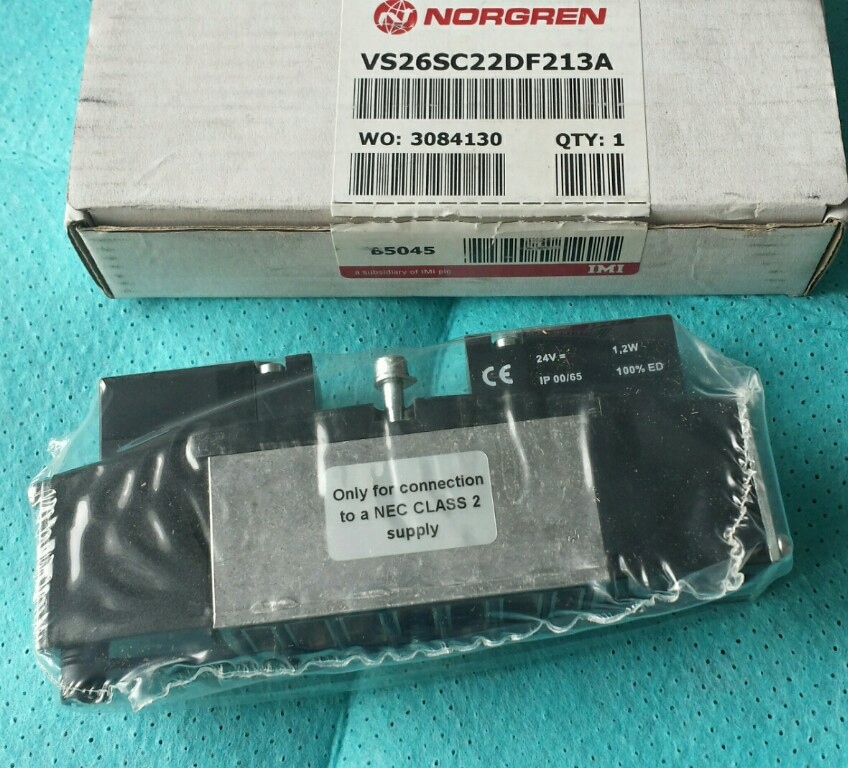 NORGREN
VS26SC22DF213A
WO: 3084130 QTY: 1
65045
a subsidiary of IMI plc IMI
24V = 1,2W
CE IP 00/65 100% ED
Only for connection
to a NEC CLASS 2
supply